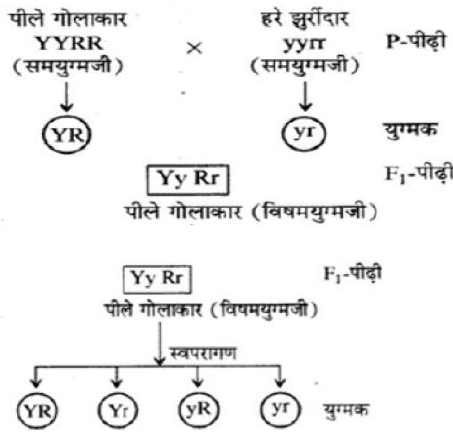 पीले गोलाकार हरे झुर्रीदार
YYRR × yyrr P-पीढ़ी
(समयुग्मजी) (समयुग्मजी)
YR yr युग्मक
Yy Rr F₁-पीढ़ी
पीले गोलाकार (विषमयुग्मजी)
Yy Rr F₁-पीढ़ी
पीले गोलाकार (विषमयुग्मजी)
स्वपरागण
YR Yr yR yr युग्मक